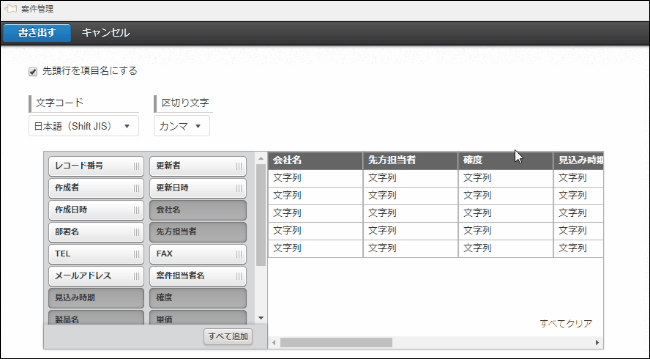 案件管理
書き出す キャンセル
先頭行を項目名にする
文字コード 区切り文字
日本語（Shift JIS） カンマ
レコード番号 更新者
作成者 更新日時
作成日時 会社名
部署名 先方担当者
TEL FAX
メールアドレス 案件担当者名
見込み時期 確度
製品名 単価
すべて追加
会社名 先方担当者 確度 見込み時期
文字列 文字列 文字列 文字列
文字列 文字列 文字列 文字列
文字列 文字列 文字列 文字列
文字列 文字列 文字列 文字列
文字列 文字列 文字列 文字列
すべてクリア